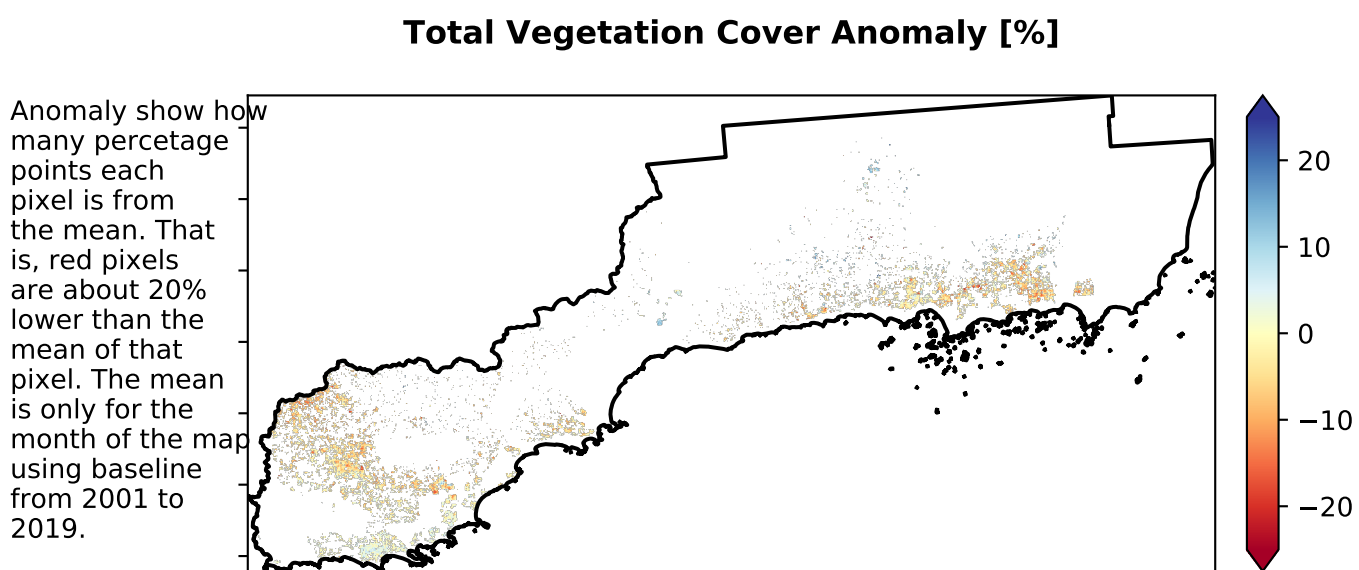 Total Vegetation Cover Anomaly [%]
Anomaly show how
many percetage
points each
pixel is from
the mean. That
is, red pixels
are about 20%
lower than the
mean of that
pixel. The mean
is only for the
month of the map
using baseline
from 2001 to
2019.
20
10
0
−10
−20